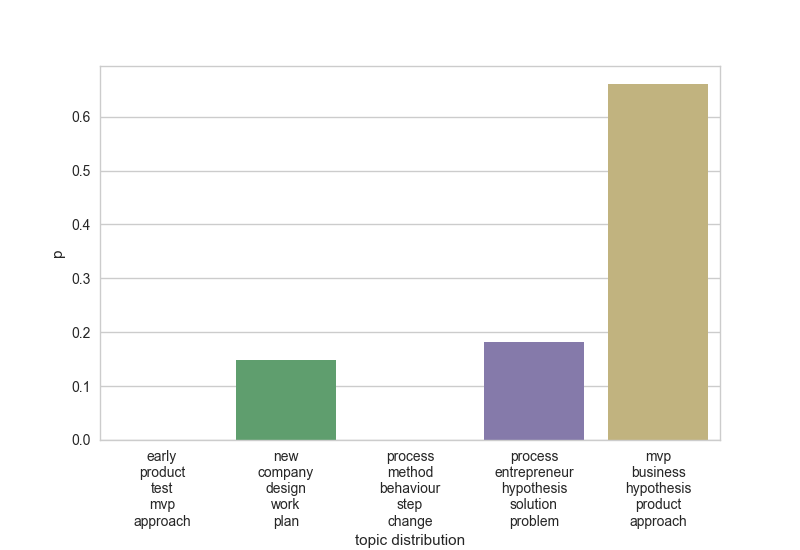 0.6
0.5
0.4
0.3
0.2
0.1
0.0
p
early
product
test
mvp
approach
new
company
design
work
plan
process
method
behaviour
step
change
process
entrepreneur
hypothesis
solution
problem
mvp
business
hypothesis
product
approach
topic distribution